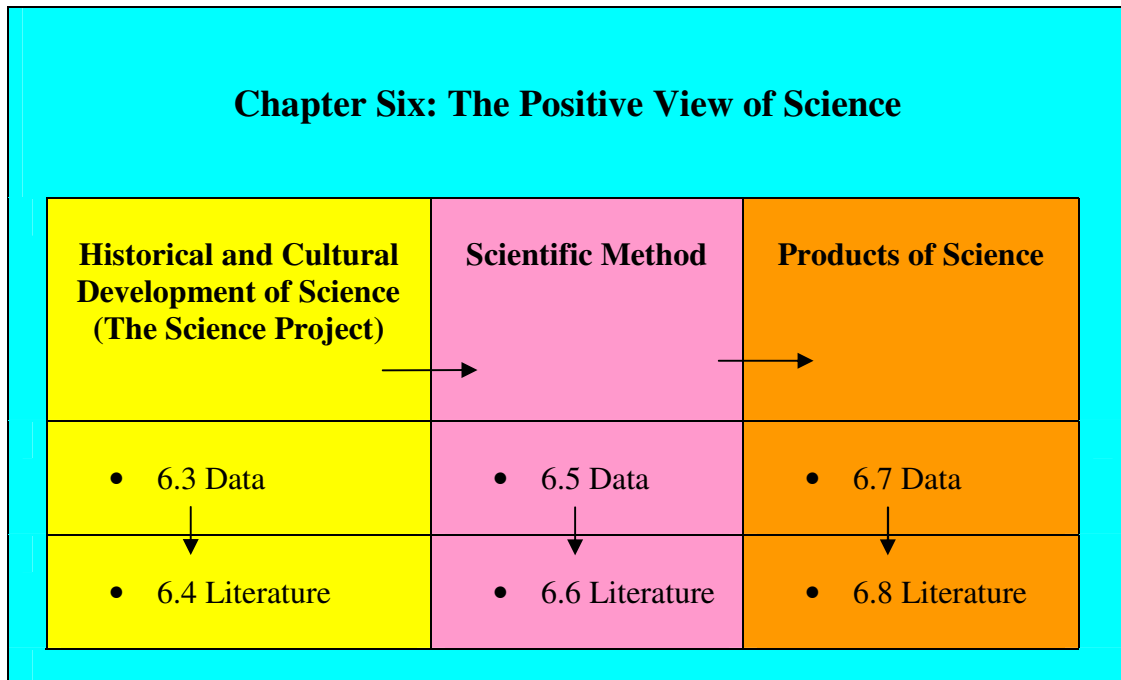 Chapter Six: The Positive View of Science
Historical and Cultural
Development of Science
(The Science Project)
Scientific Method
Products of Science
• 6.3 Data
• 6.5 Data
• 6.7 Data
• 6.4 Literature
• 6.6 Literature
• 6.8 Literature